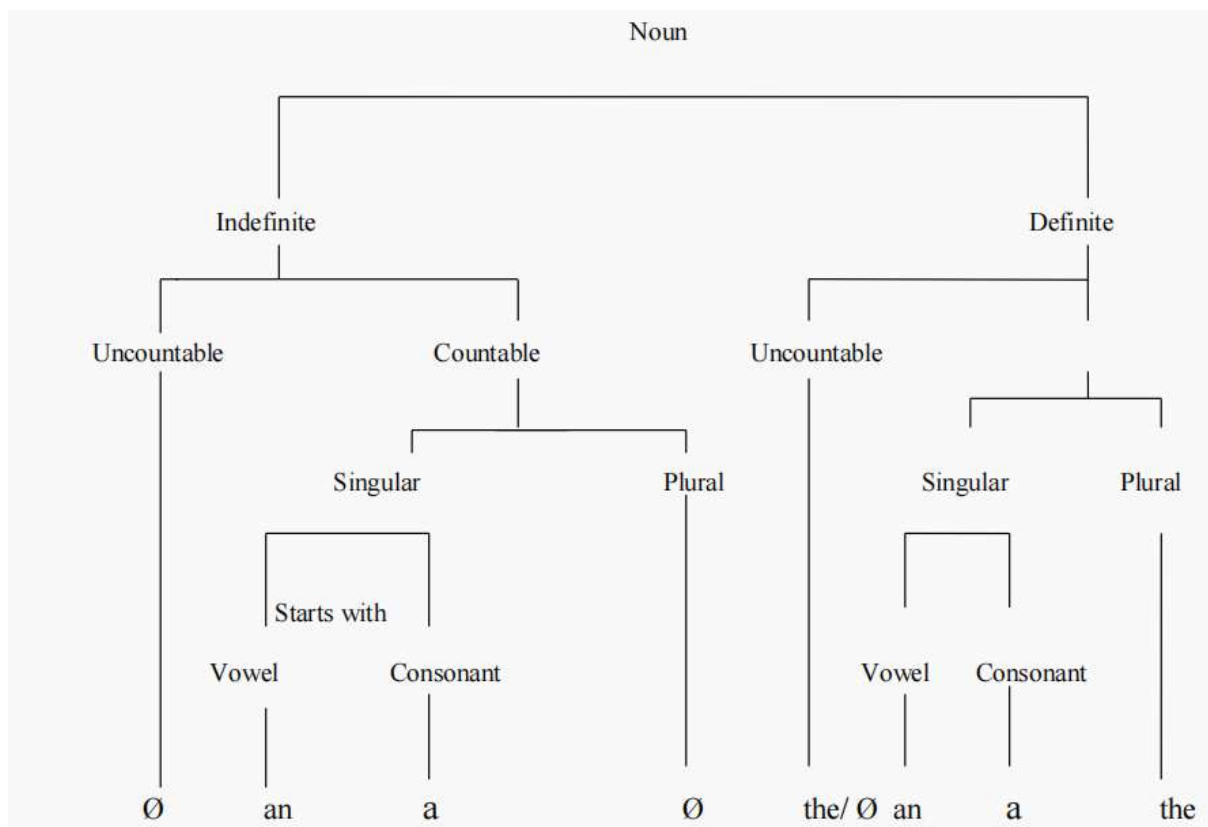 Noun
Indefinite Definite
Uncountable Countable Uncountable
Singular Plural Singular Plural
Starts with
Vowel Consonant Vowel Consonant
Ø an a Ø the/ Ø an a the